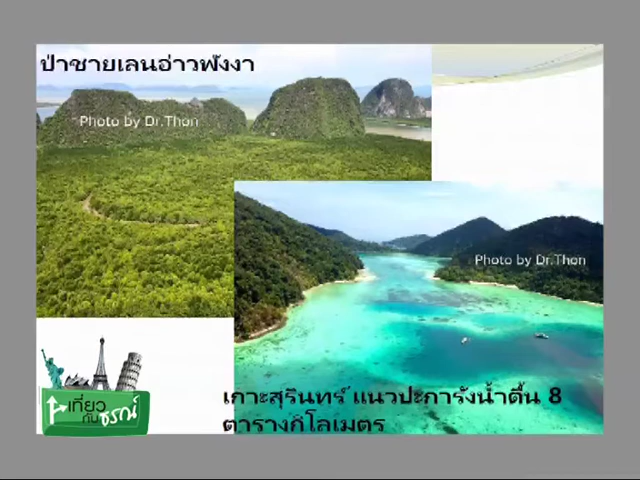 ป่าชายเลนอ่าวพังงา
Photo by Dr.Thon
Photo by Dr.Thon
เกาะสุรินทร์ แนวปะการังน้ำตื้น 8
ตารางกิโลเมตร
เที่ยว
กับธรณ์